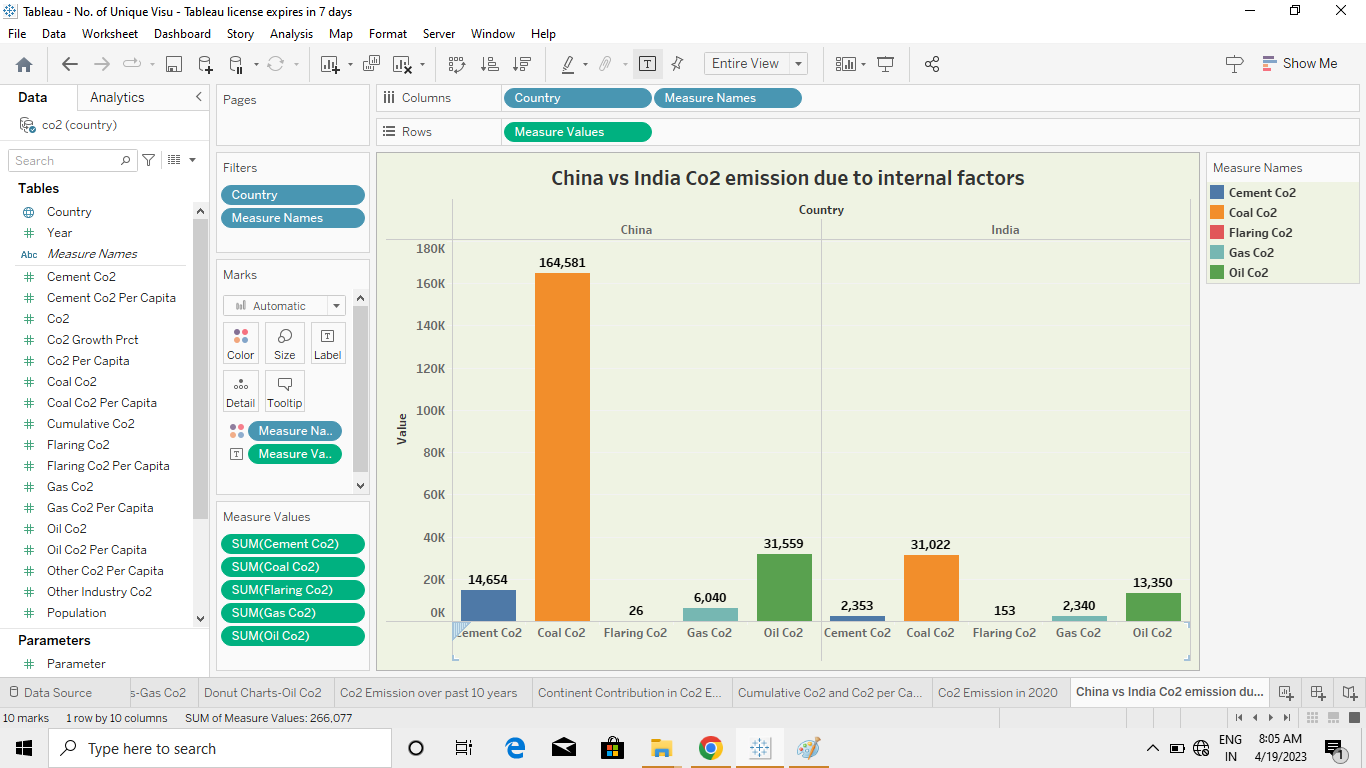 Tableau - No. of Unique Visu - Tableau license expires in 7 days
File Data Worksheet Dashboard Story Analysis Map Format Server Window Help
Entire View
Show Me
Data Analytics
co2 (country)
Search
Tables
Country
Year
Abc Measure Names
Cement Co2
Cement Co2 Per Capita
Co2
Co2 Growth Prct
Co2 Per Capita
Coal Co2
Coal Co2 Per Capita
Cumulative Co2
Flaring Co2
Flaring Co2 Per Capita
Gas Co2
Gas Co2 Per Capita
Oil Co2
Oil Co2 Per Capita
Other Co2 Per Capita
Other Industry Co2
Population
Parameters
Parameter
Pages
Filters
Country
Measure Names
Marks
Automatic
Color Size Label
Detail Tooltip
Measure Na..
Measure Va..
Measure Values
SUM(Cement Co2)
SUM(Coal Co2)
SUM(Flaring Co2)
SUM(Gas Co2)
SUM(Oil Co2)
Columns Country Measure Names
Rows Measure Values
China vs India Co2 emission due to internal factors
Country
China India
Value
180K
160K
140K
120K
100K
80K
60K
40K
20K
0K
14,654 164,581 26 6,040 31,559 2,353 31,022 153 2,340 13,350
Cement Co2 Coal Co2 Flaring Co2 Gas Co2 Oil Co2 Cement Co2 Coal Co2 Flaring Co2 Gas Co2 Oil Co2
Measure Names
Cement Co2
Coal Co2
Flaring Co2
Gas Co2
Oil Co2
Data Source s-Gas Co2 Donut Charts-Oil Co2 Co2 Emission over past 10 years Continent Contribution in Co2 E... Cumulative Co2 and Co2 per Ca... Co2 Emission in 2020 China vs India Co2 emission du...
10 marks 1 row by 10 columns SUM of Measure Values: 266,077
Type here to search
ENG
IN
8:05 AM
4/19/2023
1